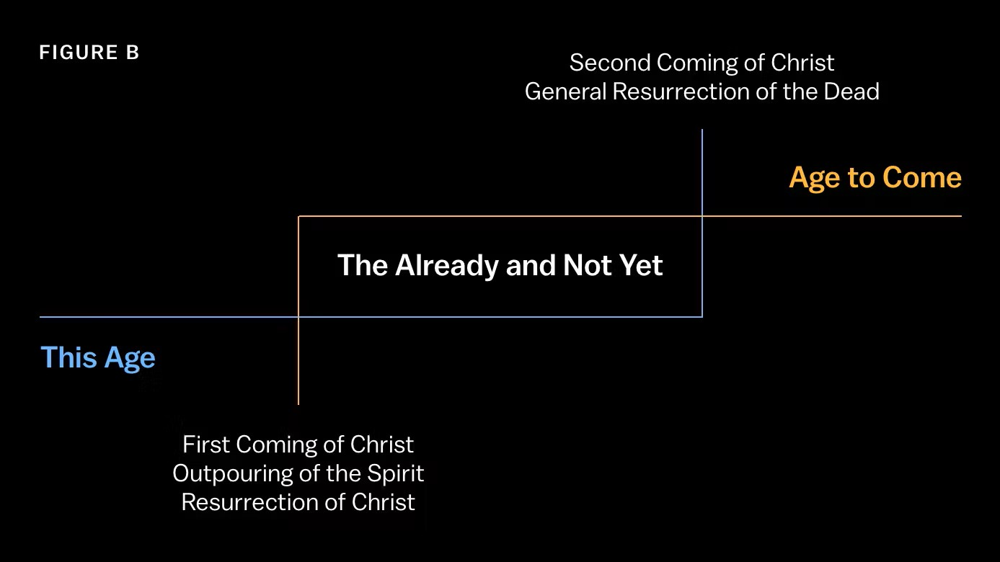 FIGURE B
Second Coming of Christ
General Resurrection of the Dead
Age to Come
The Already and Not Yet
This Age
First Coming of Christ
Outpouring of the Spirit
Resurrection of Christ